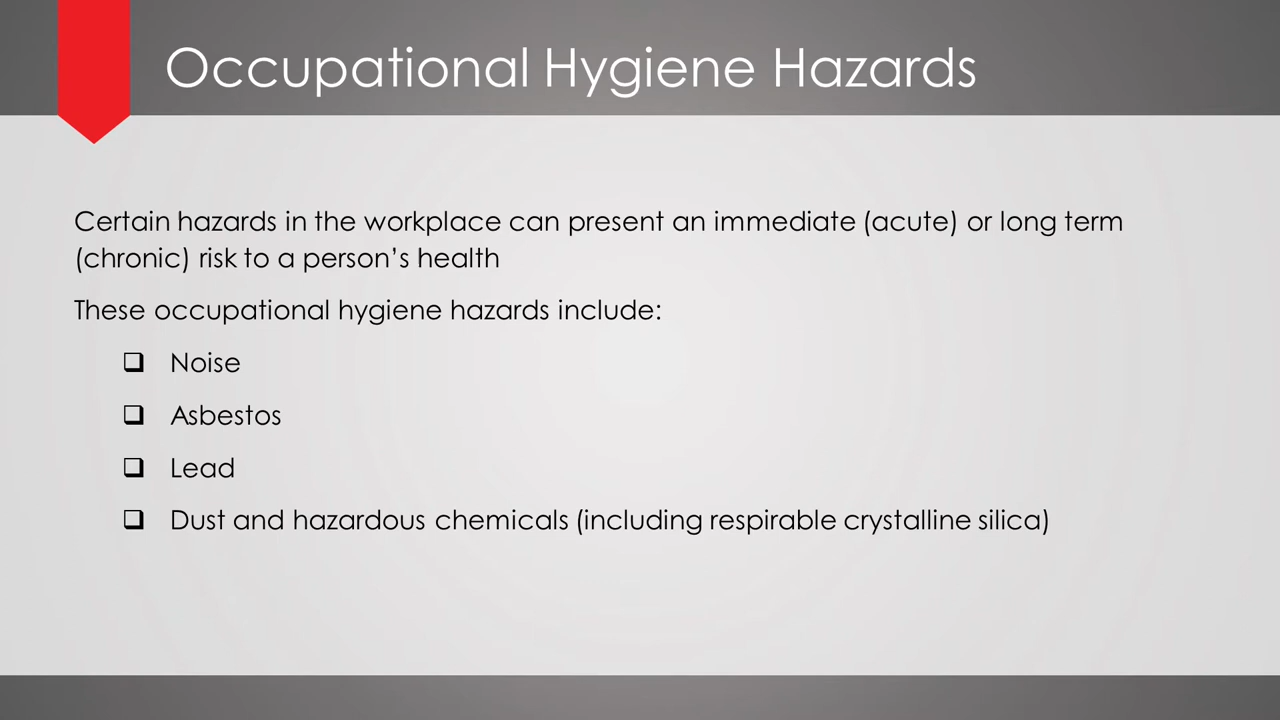 Occupational Hygiene Hazards
Certain hazards in the workplace can present an immediate (acute) or long term
(chronic) risk to a person’s health
These occupational hygiene hazards include:
❑ Noise
❑ Asbestos
❑ Lead
❑ Dust and hazardous chemicals (including respirable crystalline silica)